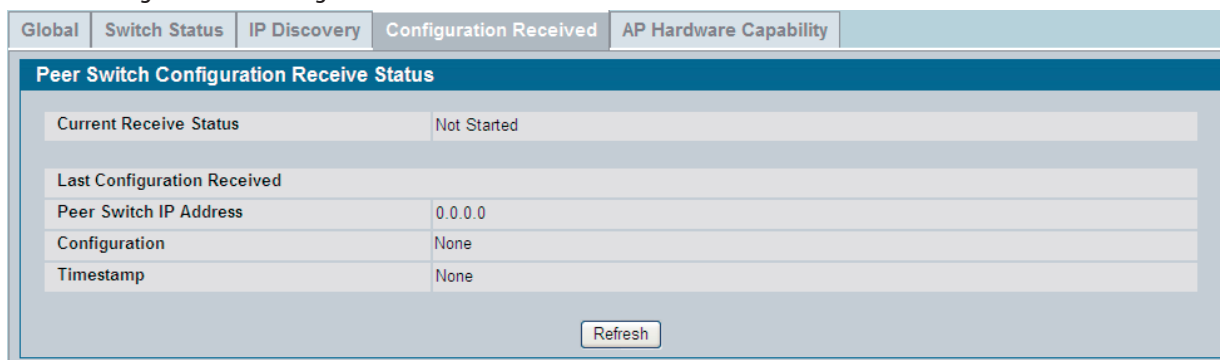 Global Switch Status IP Discovery Configuration Received AP Hardware Capability
Peer Switch Configuration Receive Status
Current Receive Status Not Started
Last Configuration Received
Peer Switch IP Address 0.0.0.0
Configuration None
Timestamp None
Refresh